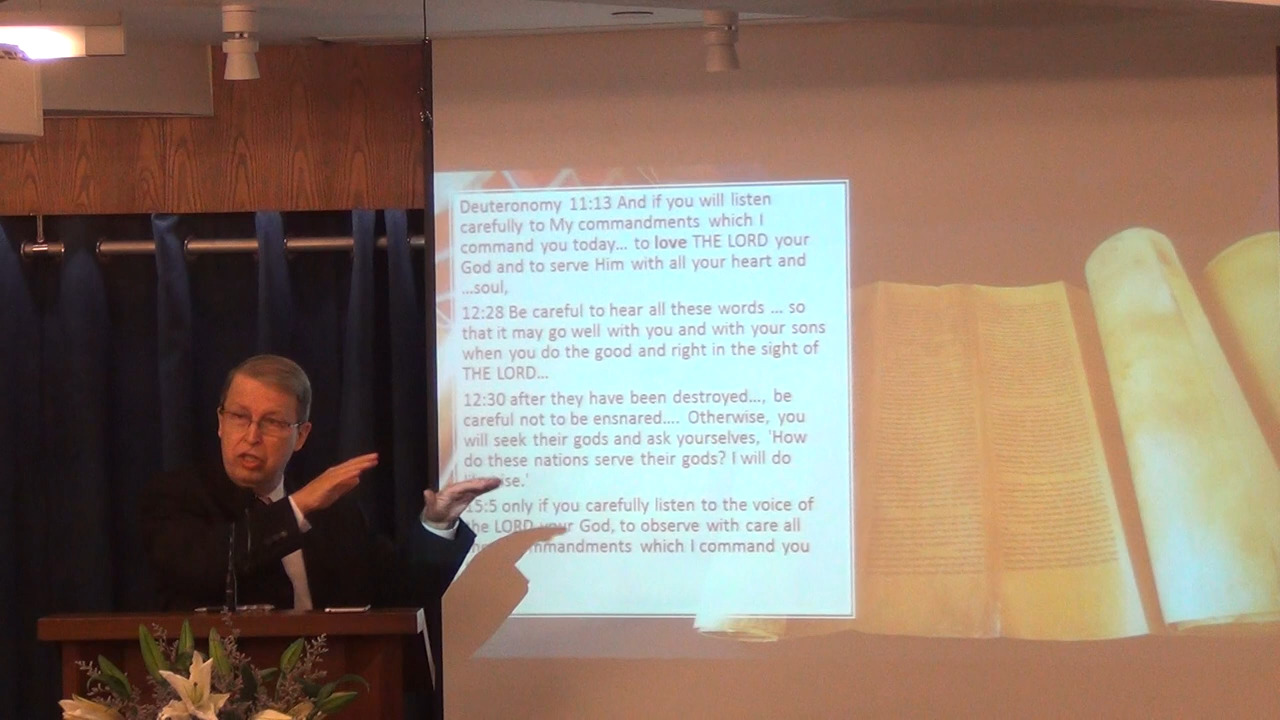 Deuteronomy 11:13 And if you will listen
carefully to My commandments which I
command you today... to love THE LORD your
God and to serve Him with all your heart and
...soul,
12:28 Be careful to hear all these words ... so
that it may go well with you and with your sons
when you do the good and right in the sight of
THE LORD...
12:30 after they have been destroyed..., be
careful not to be ensnared.... Otherwise, you
will seek their gods and ask yourselves, 'How
do these nations serve their gods? I will do
15:5 only if you carefully listen to the voice of
the LORD your God, to observe with care all
which I command you